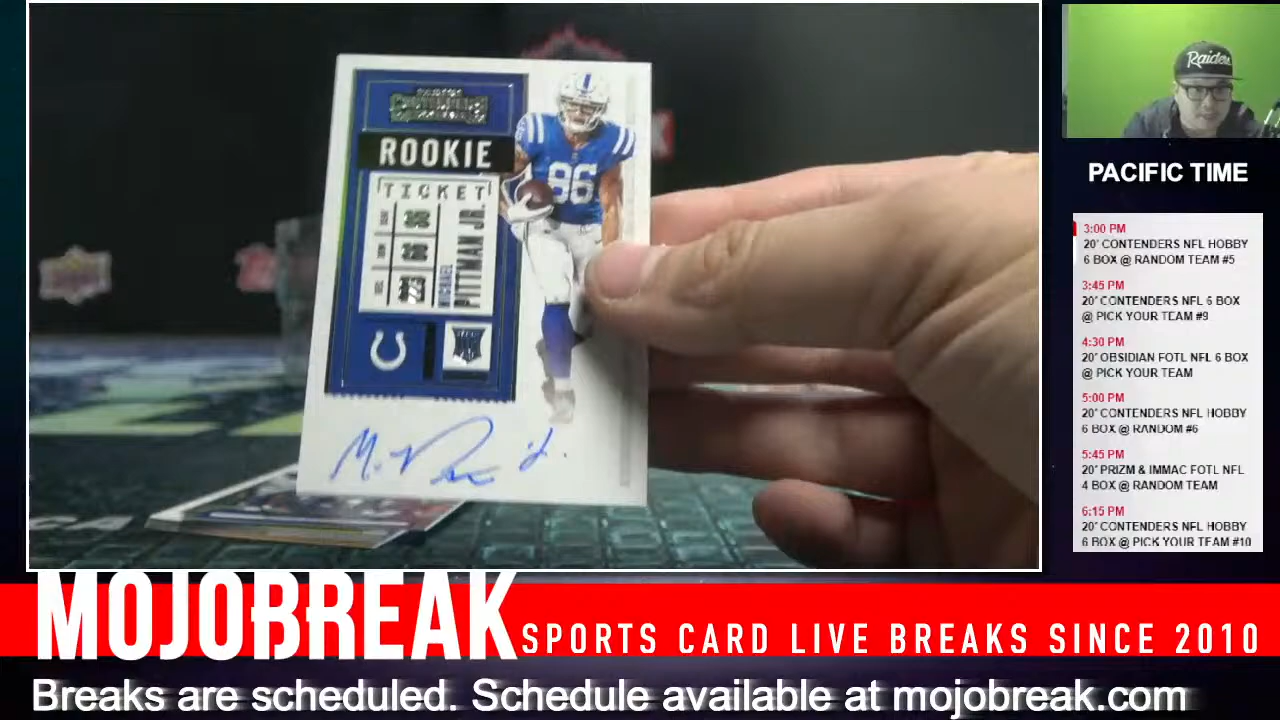 CONTENDERS
ROOKIE
TICKET
MICHAEL
PITTMAN JR.
86
Raiders
PACIFIC TIME
3:00 PM
20' CONTENDERS NFL HOBBY
6 BOX @ RANDOM TEAM #5
3:45 PM
20' CONTENDERS NFL 6 BOX
@ PICK YOUR TEAM #9
4:30 PM
20' OBSIDIAN FOTL NFL 6 BOX
@ PICK YOUR TEAM
5:00 PM
20' CONTENDERS NFL HOBBY
6 BOX @ RANDOM #6
5:45 PM
20' PRIZM & IMMAC FOTL NFL
4 BOX @ RANDOM TEAM
6:15 PM
20' CONTENDERS NFL HOBBY
6 BOX @ PICK YOUR TEAM #10
MOJOBREAK
SPORTS CARD LIVE BREAKS SINCE 2010
Breaks are scheduled. Schedule available at mojobreak.com